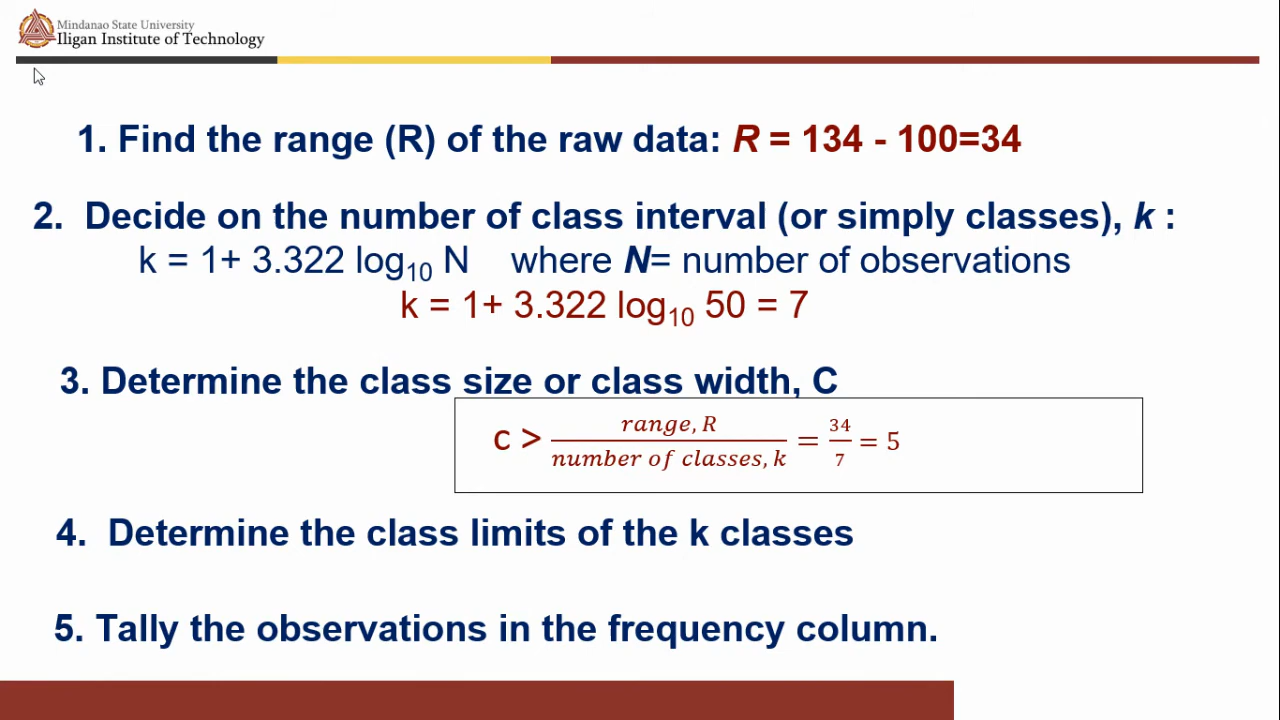 Mindanao State University
Iligan Institute of Technology
1. Find the range (R) of the raw data: R = 134 - 100=34
2. Decide on the number of class interval (or simply classes), k :
k = 1+ 3.322 log₁₀ N where N= number of observations
k = 1+ 3.322 log₁₀ 50 = 7
3. Determine the class size or class width, C
c > range, R / number of classes, k = 34/7 = 5
4. Determine the class limits of the k classes
5. Tally the observations in the frequency column.